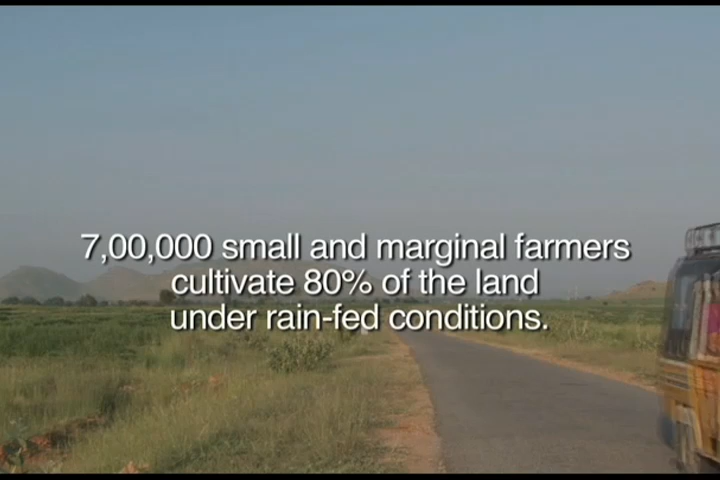 7,00,000 small and marginal farmers
cultivate 80% of the land
under rain-fed conditions.